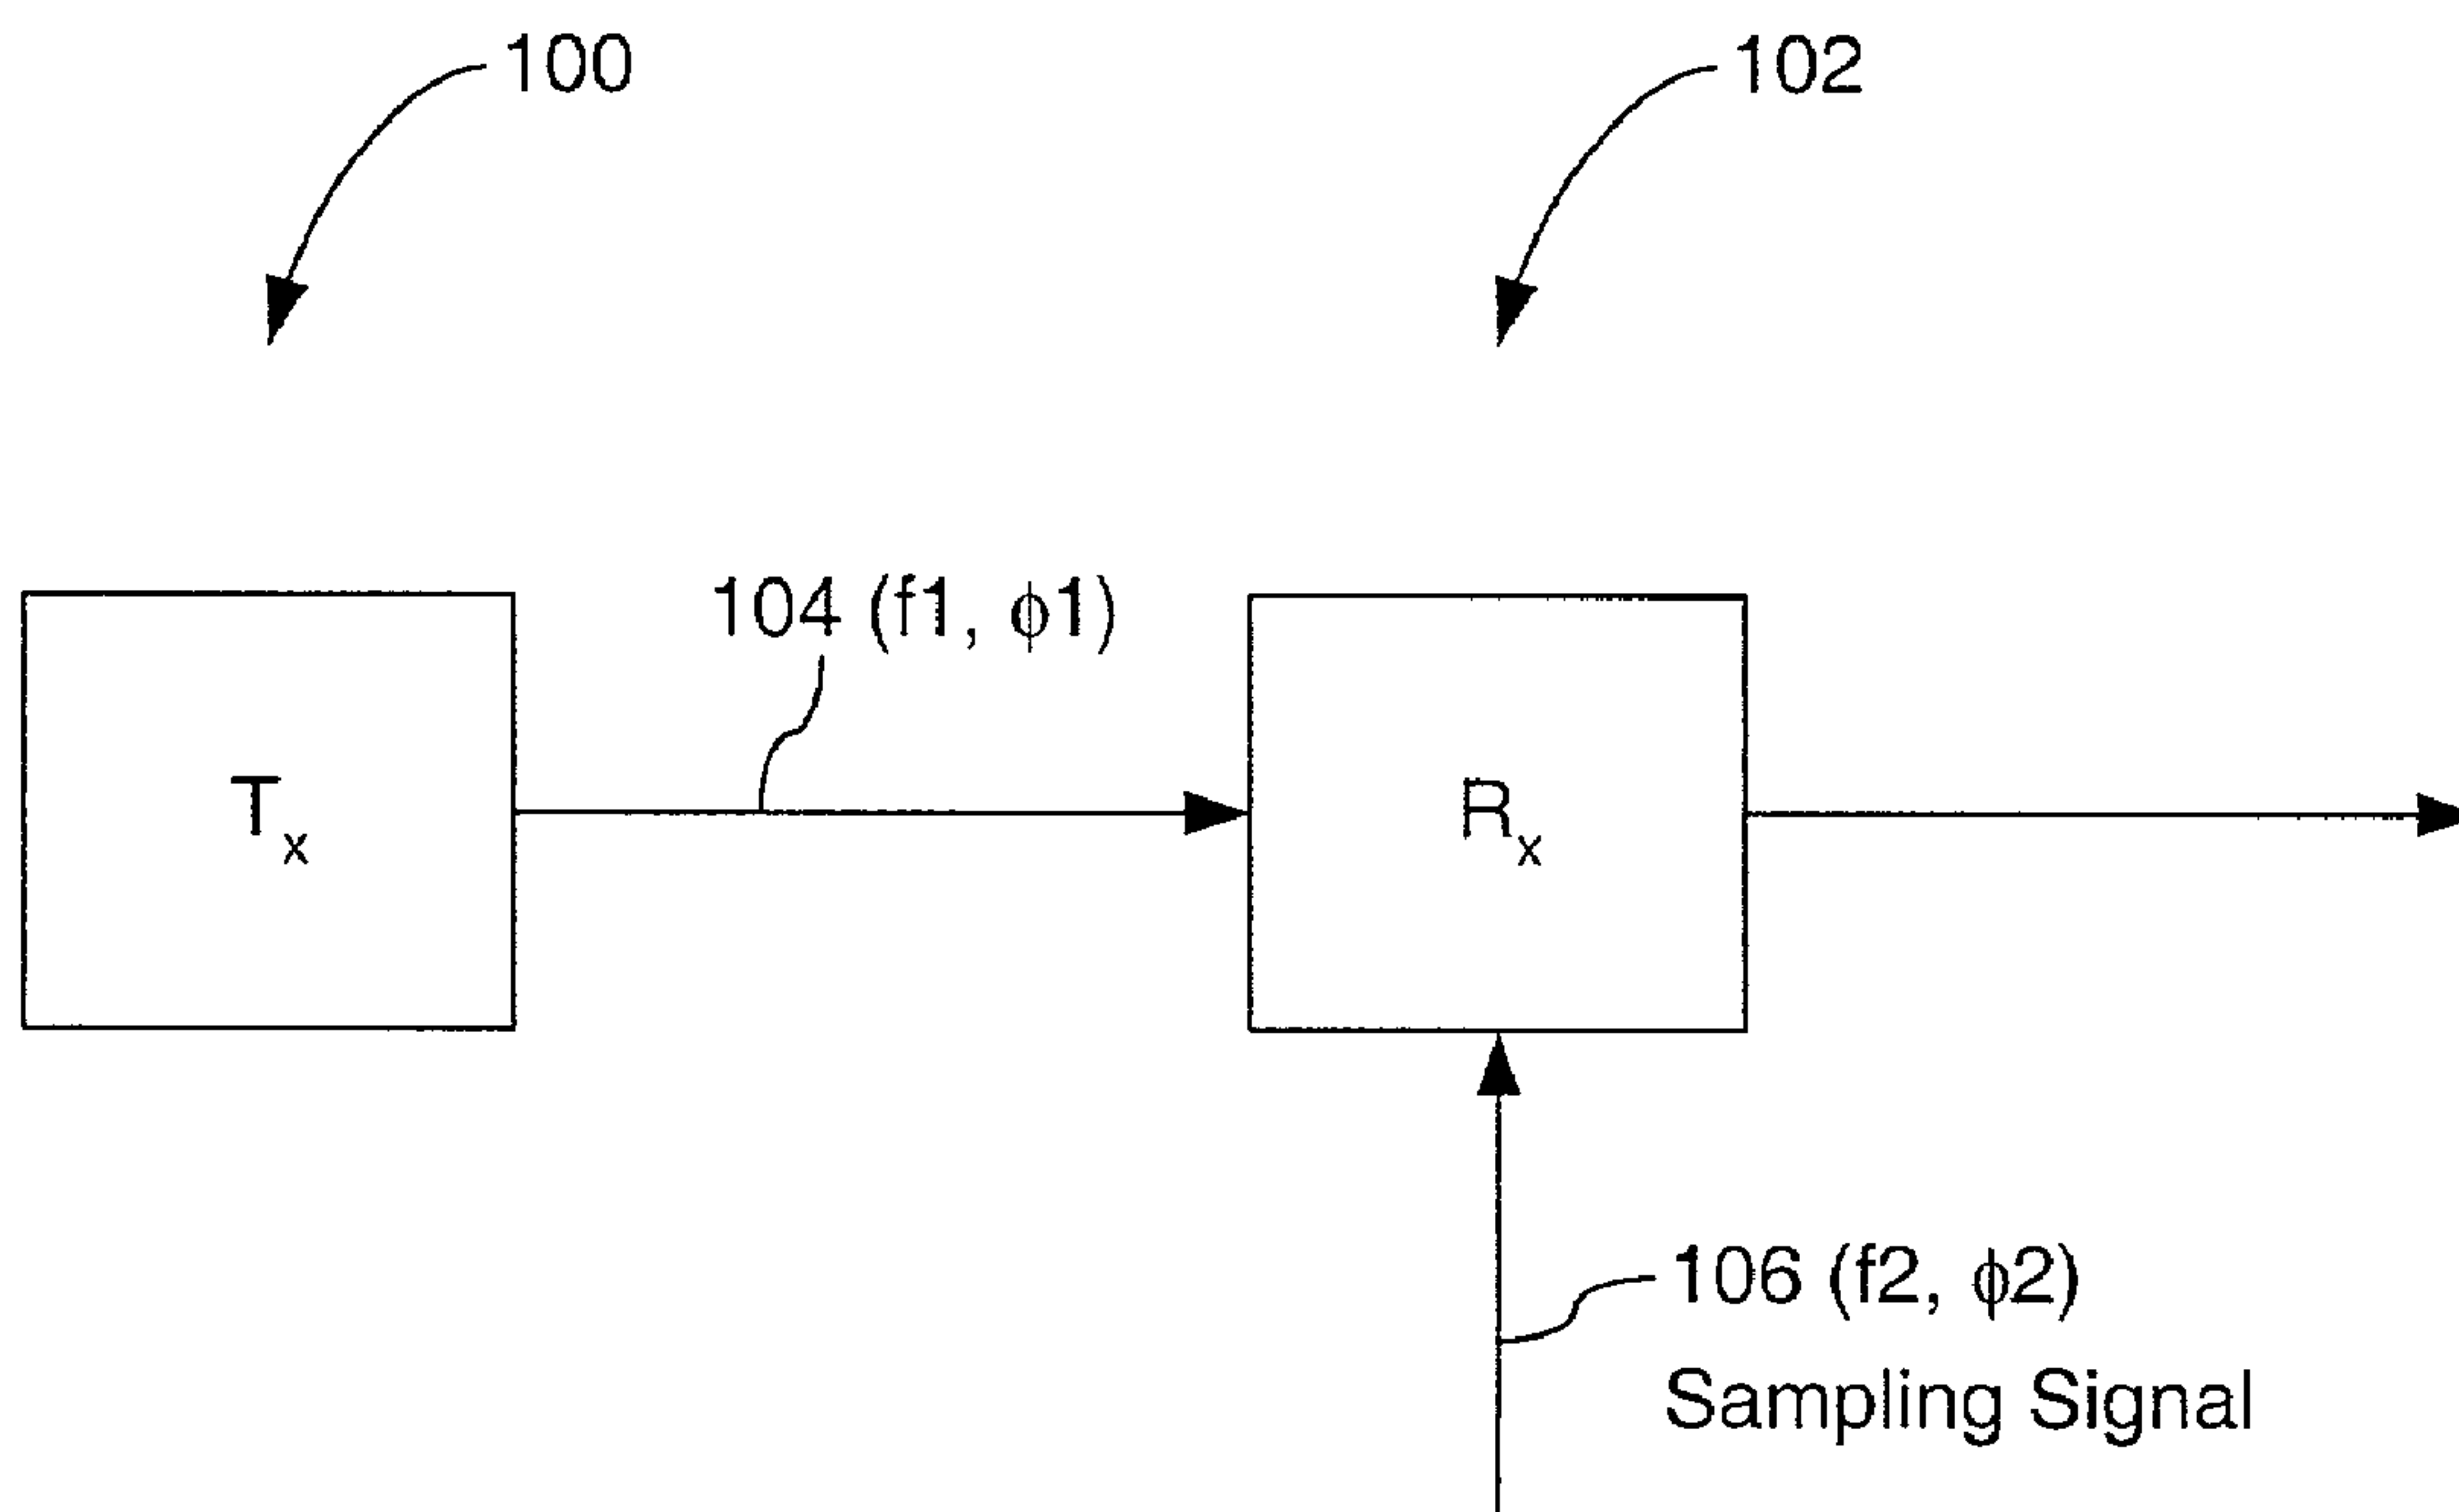 100
102
104 (f1, ϕ1)
Tx
Rx
106 (f2, ϕ2)
Sampling Signal